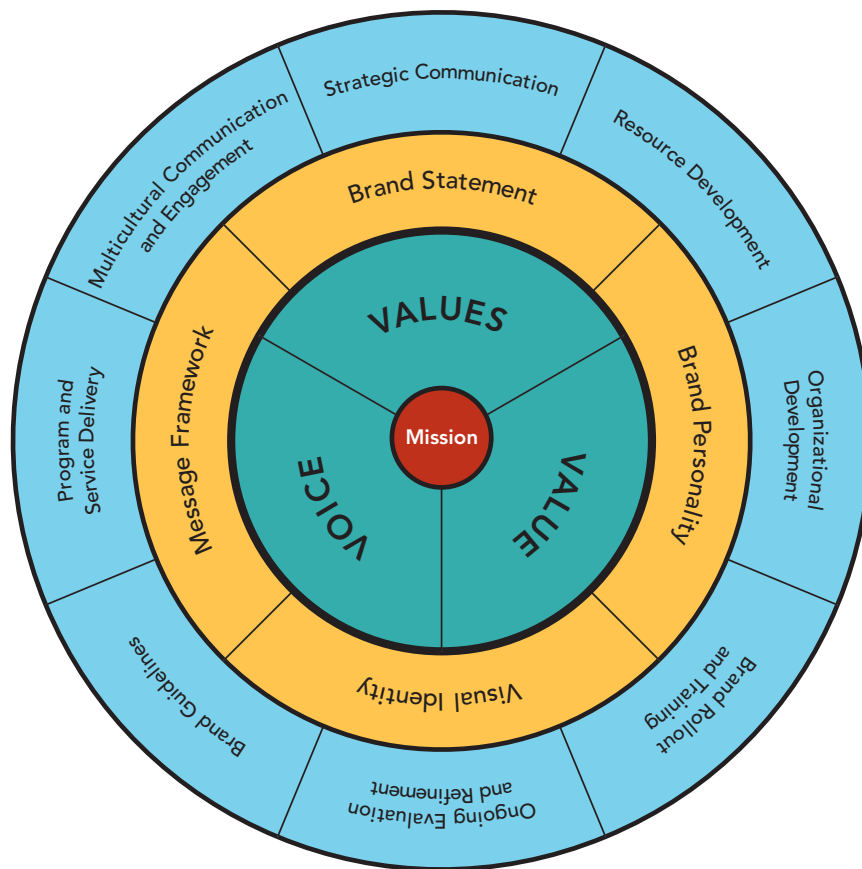 Strategic Communication
Resource Development
Organizational
Development
Brand Rollout
and Training
Ongoing Evaluation
and Refinement
Brand Guidelines
Program and
Service Delivery
Multicultural Communication
and Engagement
Brand Statement
Brand Personality
Visual Identity
Message Framework
VALUES
VALUE
VOICE
Mission